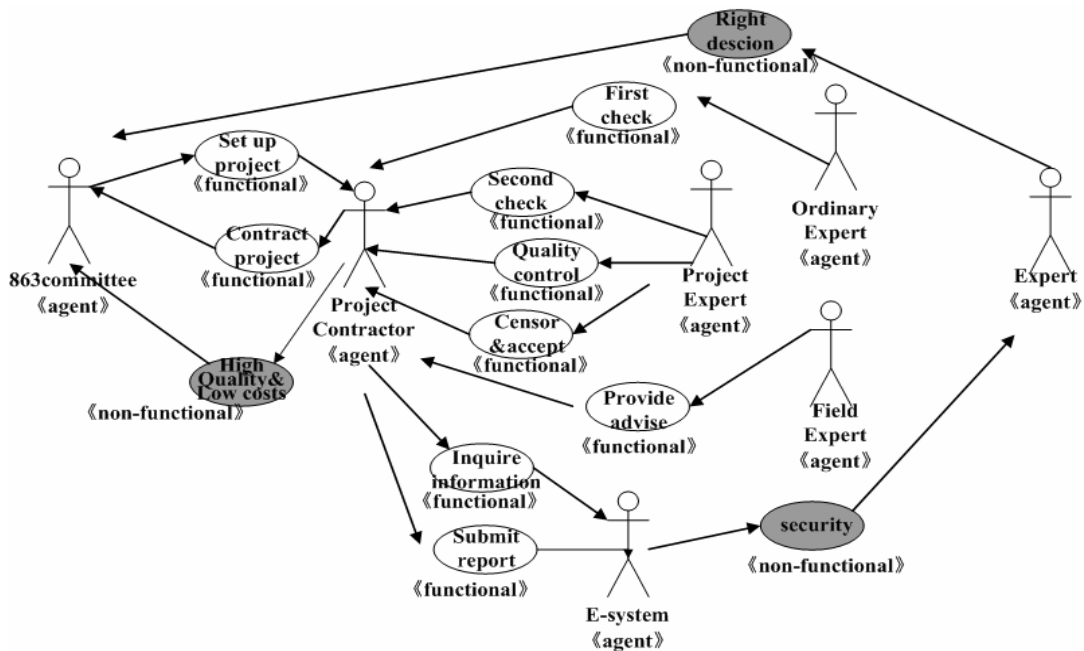 Right
descion
《non-functional》
First
check
《functional》
Set up
project
《functional》
Second
check
《functional》
Ordinary
Expert
《agent》
Contract
project
《functional》
863committee
《agent》
Quality
control
《functional》
Project
Expert
《agent》
Expert
《agent》
Project
Contractor
《agent》
Censor
&accept
《functional》
High
Quality&
Low costs
《non-functional》
Provide
advise
《functional》
Field
Expert
《agent》
Inquire
information
《functional》
security
《non-functional》
Submit
report
《functional》
E-system
《agent》